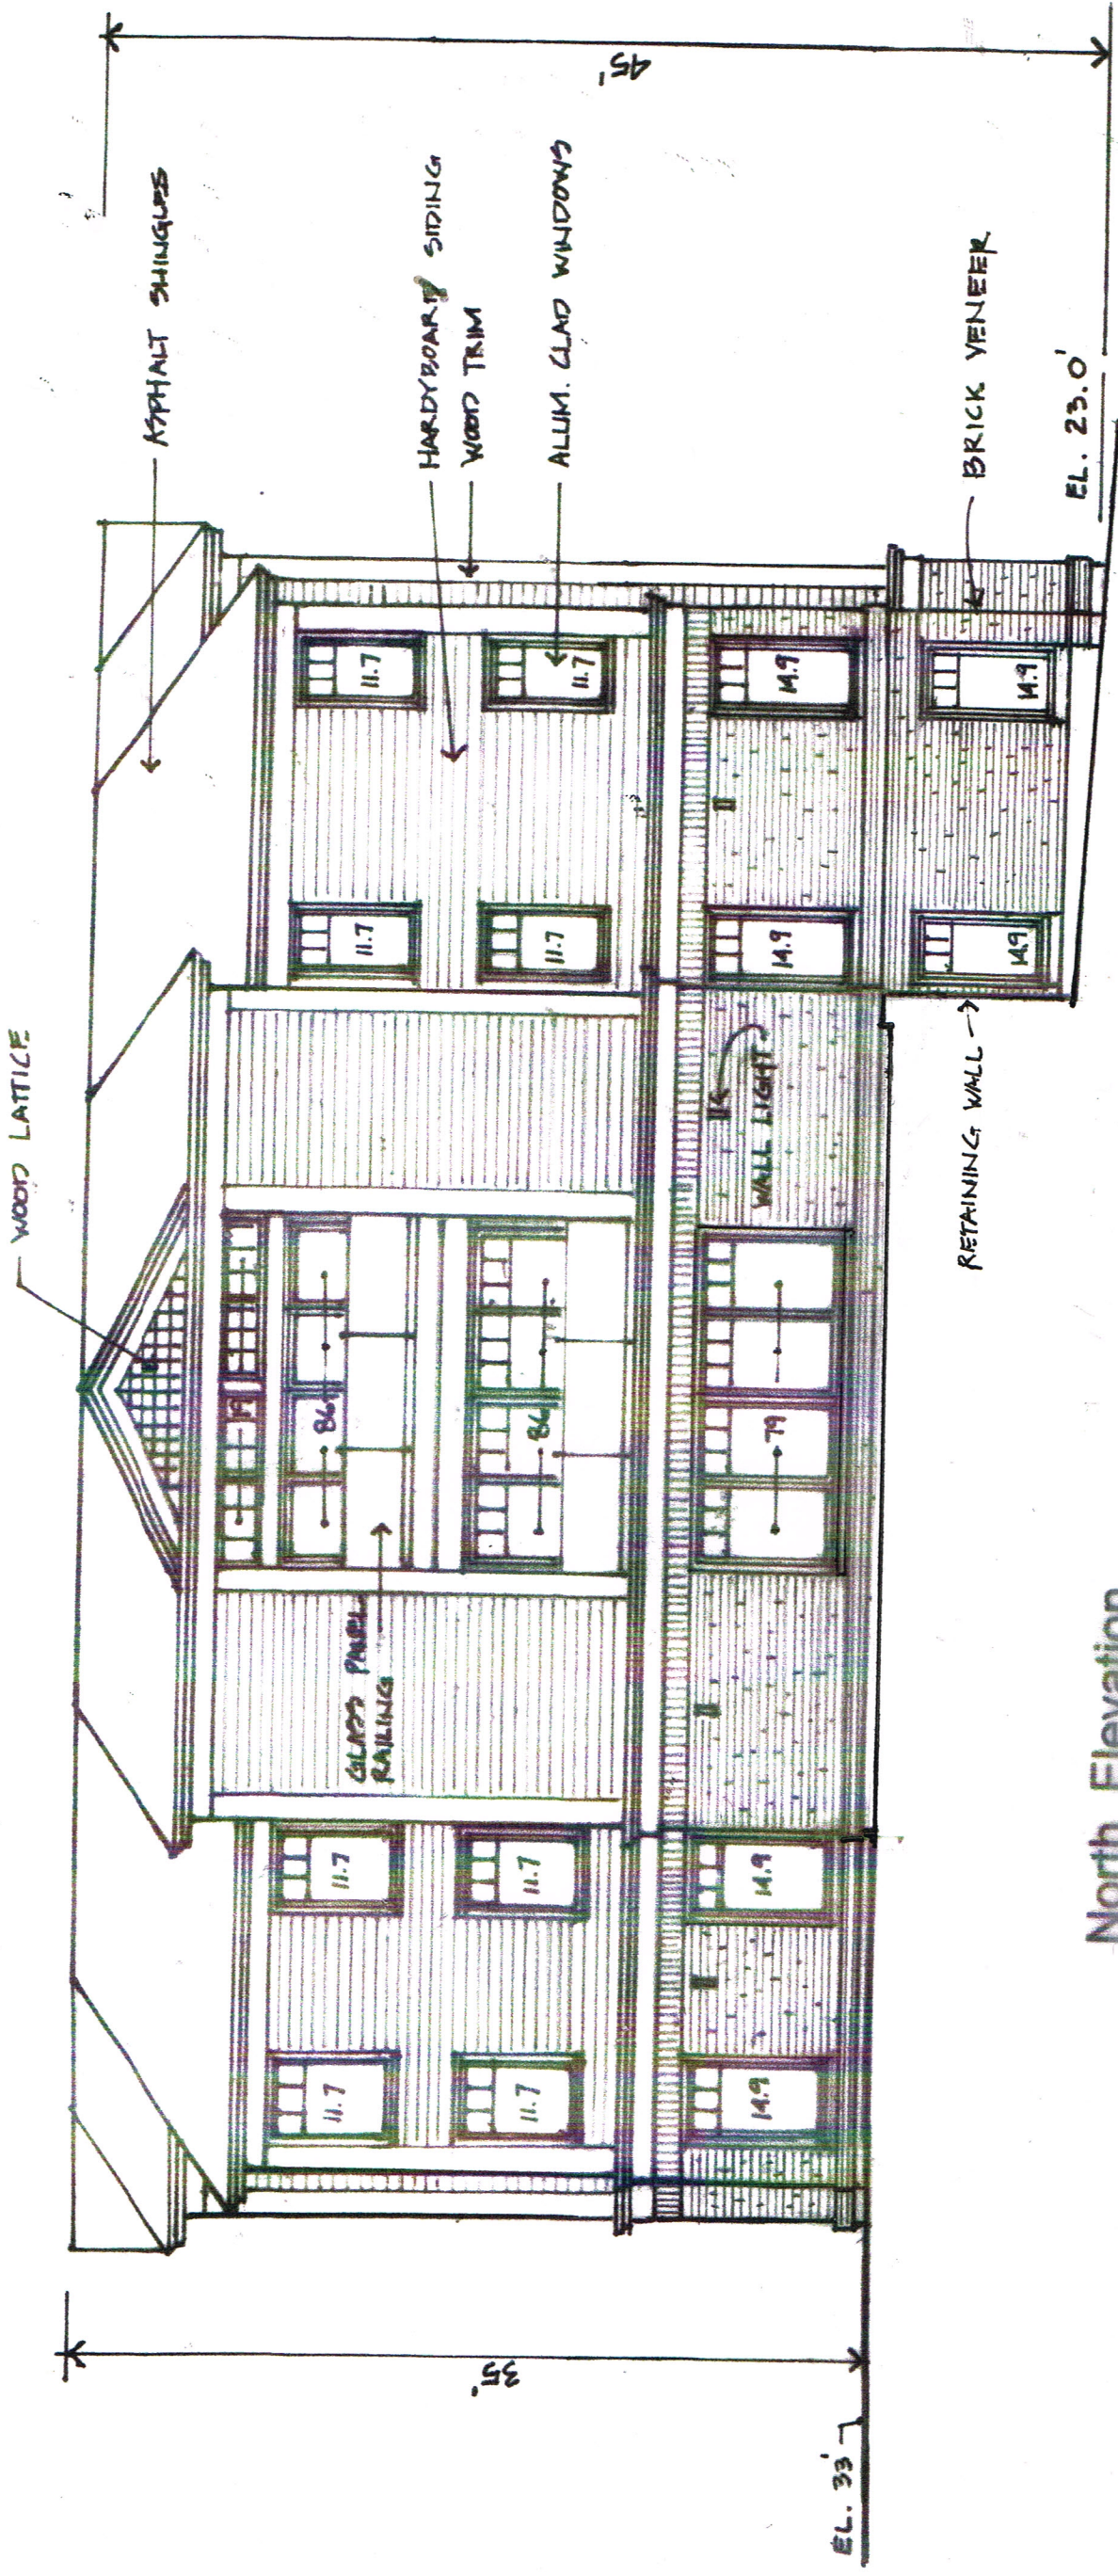 WOOD LATTICE
ASPHALT SHINGLES
HARDYBOARD SIDING
WOOD TRIM
ALUM. CLAD WINDOWS
BRICK VENEER
EL. 23.0'
45'
35'
EL. 33'
GLASS PANEL
RAILING
WALL LIGHT
RETAINING WALL
19
86
86
79
11.7
11.7
11.7
11.7
11.7
11.7
11.7
11.7
14.9
14.9
14.9
14.9
14.9
14.9
North Elevation